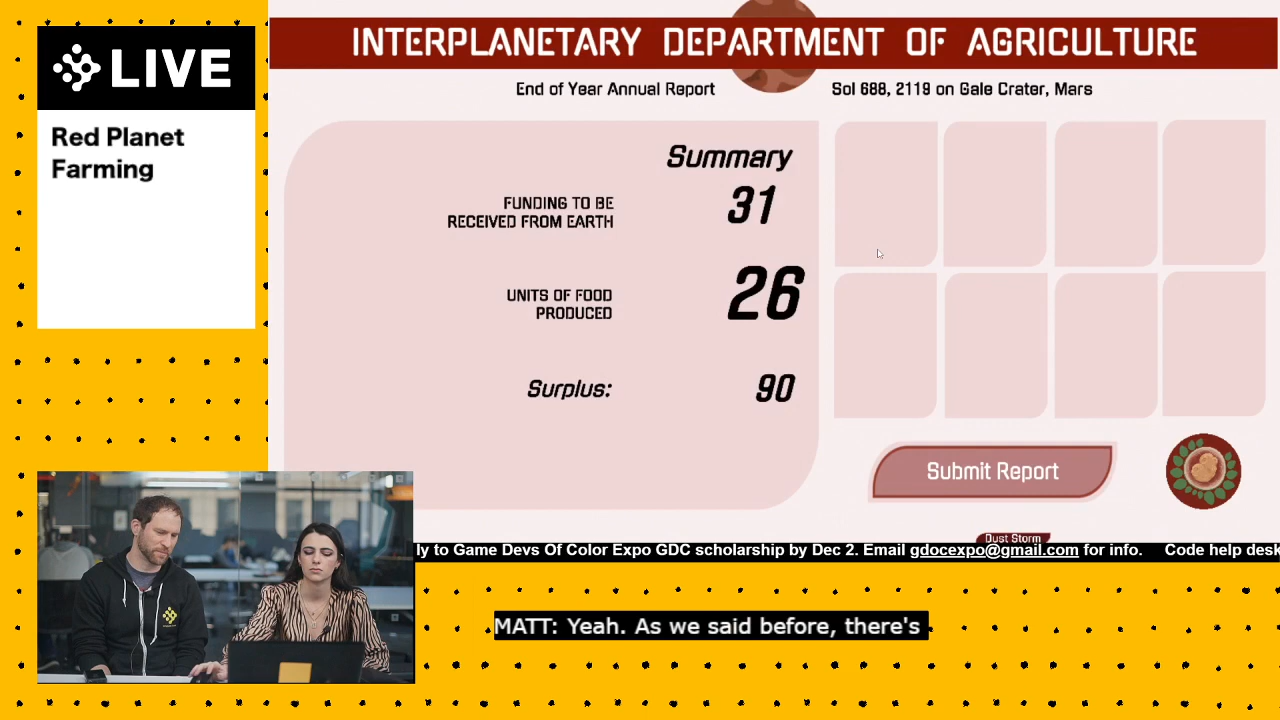 LIVE
Red Planet
Farming
INTERPLANETARY DEPARTMENT OF AGRICULTURE
End of Year Annual Report
Sol 688, 2119 on Gale Crater, Mars
Summary
FUNDING TO BE
RECEIVED FROM EARTH
31
UNITS OF FOOD
PRODUCED
26
Surplus:
90
Submit Report
Dust Storm
ly to Game Devs Of Color Expo GDC scholarship by Dec 2. Email gdocexpo@gmail.com for info. Code help desk
MATT: Yeah. As we said before, there's